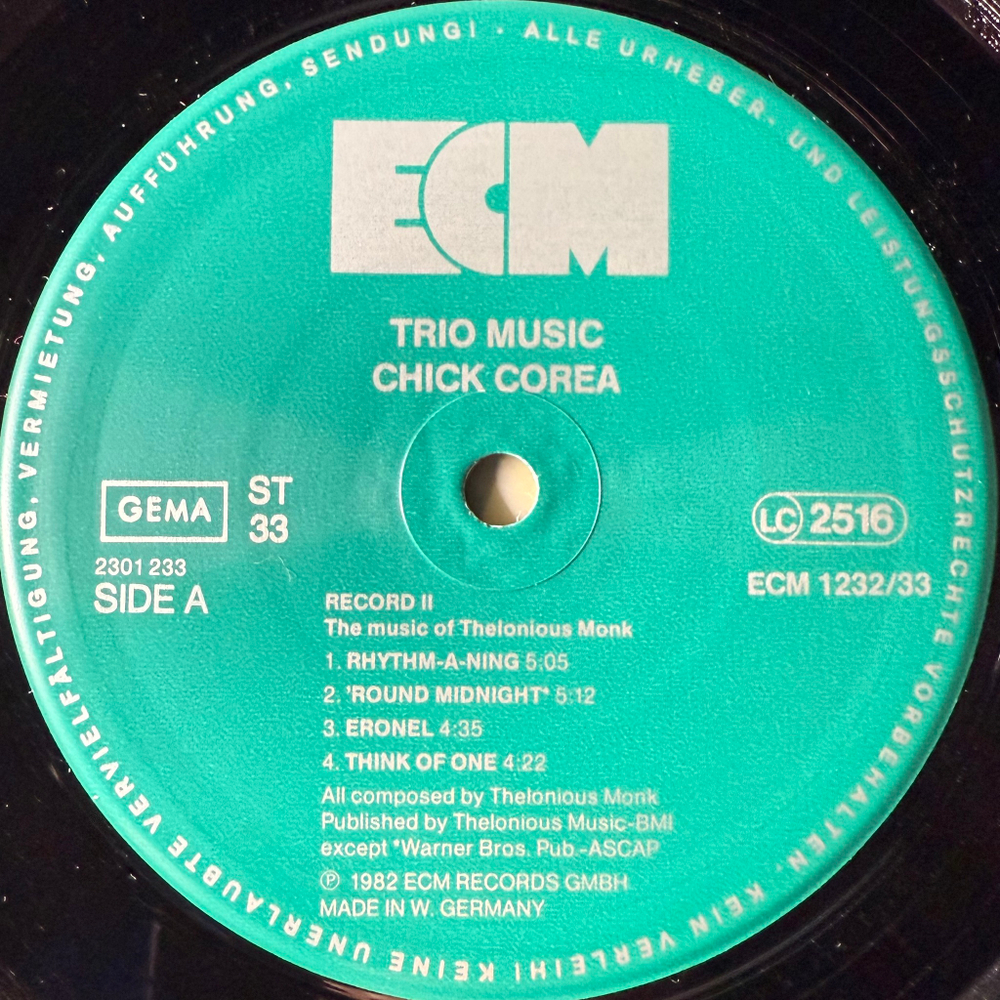 ALLE URHEBER- UND LEISTUNGSSCHUTZRECHTE VORBEHALTEN. KEIN VERLEIH! KEINE UNERLAUBTE VERVIELFÄLTIGUNG, VERMIETUNG, AUFFÜHRUNG, SENDUNG! ·
ECM
TRIO MUSIC
CHICK COREA
GEMA
ST
33
2301 233
SIDE A
LC 2516
ECM 1232/33
RECORD II
The music of Thelonious Monk
1. RHYTHM-A-NING 5:05
2. 'ROUND MIDNIGHT* 5:12
3. ERONEL 4:35
4. THINK OF ONE 4:22
All composed by Thelonious Monk
Published by Thelonious Music-BMI
except *Warner Bros. Pub.-ASCAP
Ⓟ 1982 ECM RECORDS GMBH
MADE IN W. GERMANY